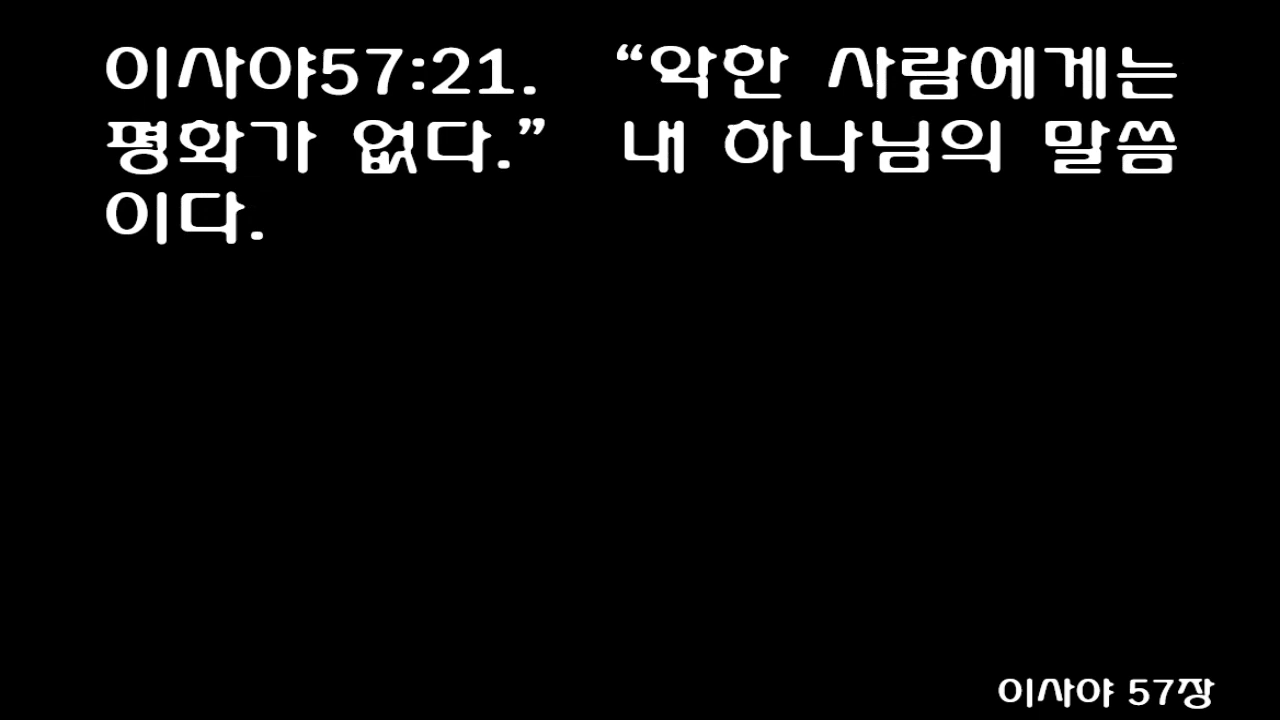 이사야57:21. “악한 사람에게는
평화가 없다.” 내 하나님의 말씀
이다.
이사야 57장